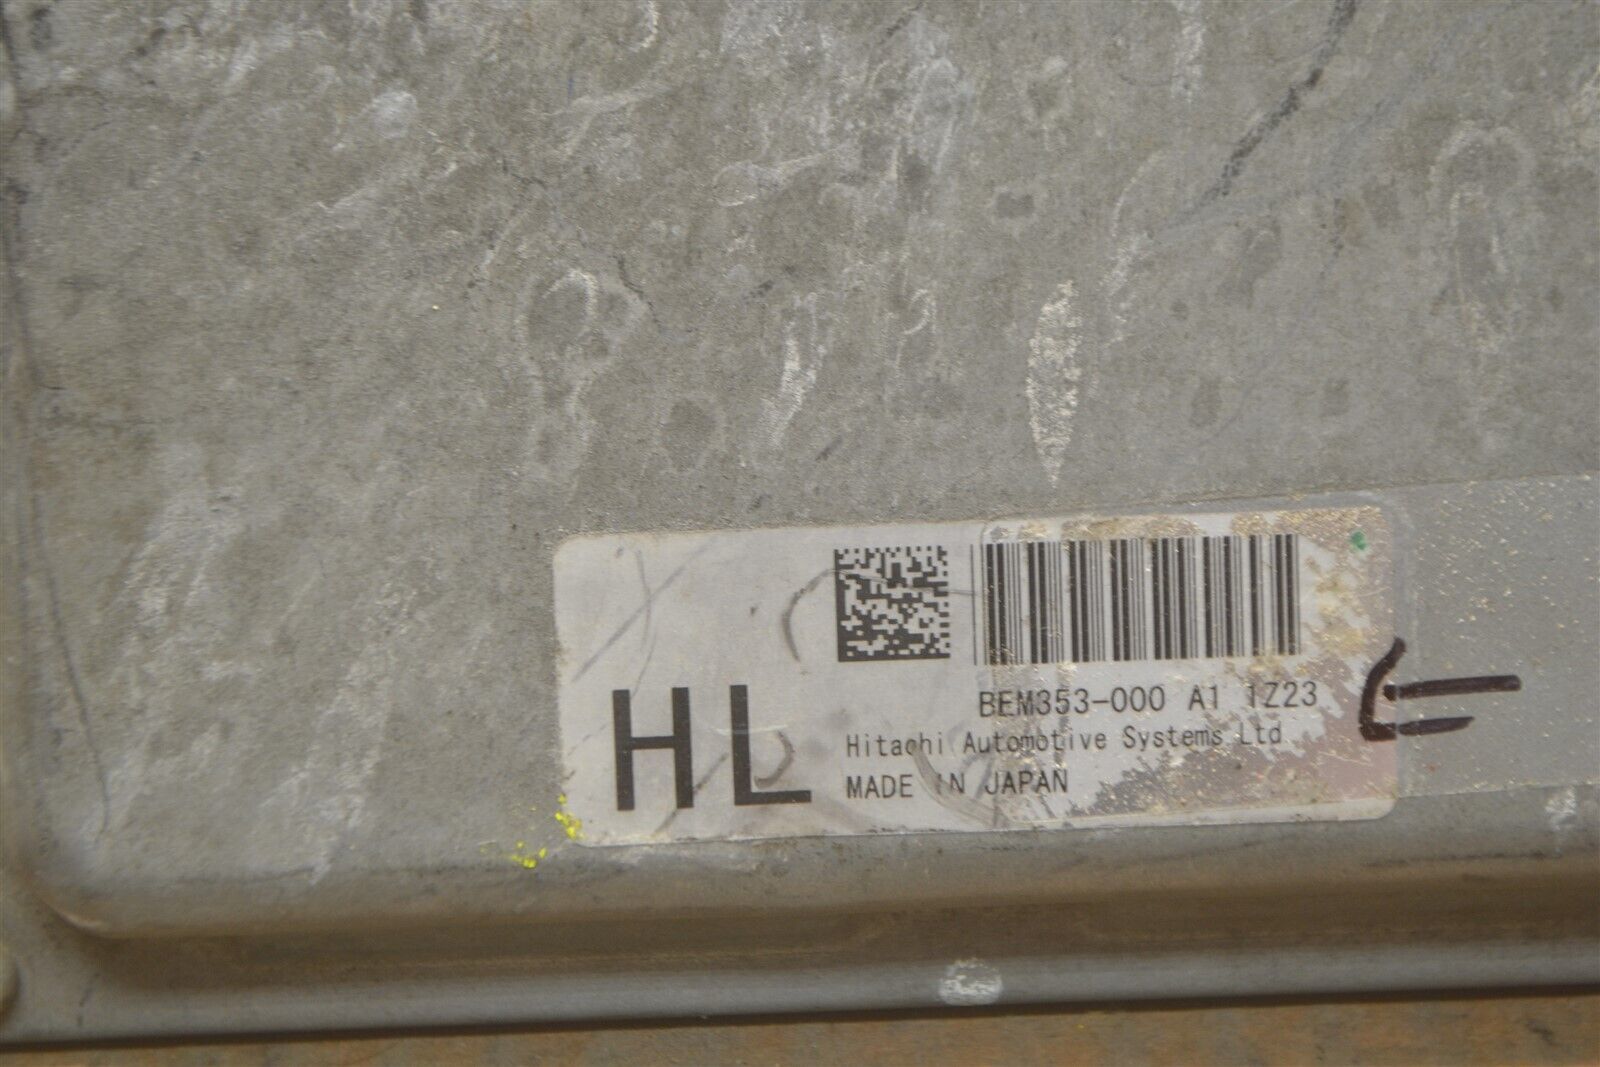 HL
BEM353-000 A1 1Z23
Hitachi Automotive Systems Ltd
MADE IN JAPAN